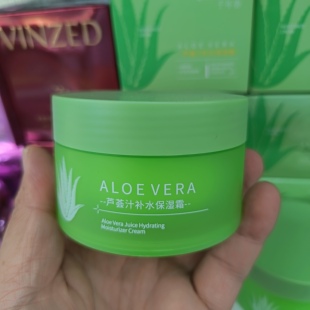 VINZED
ALOE VERA
ALOE VERA
--芦荟汁补水保湿霜--
Aloe Vera Juice Hydrating
Moisturizer Cream